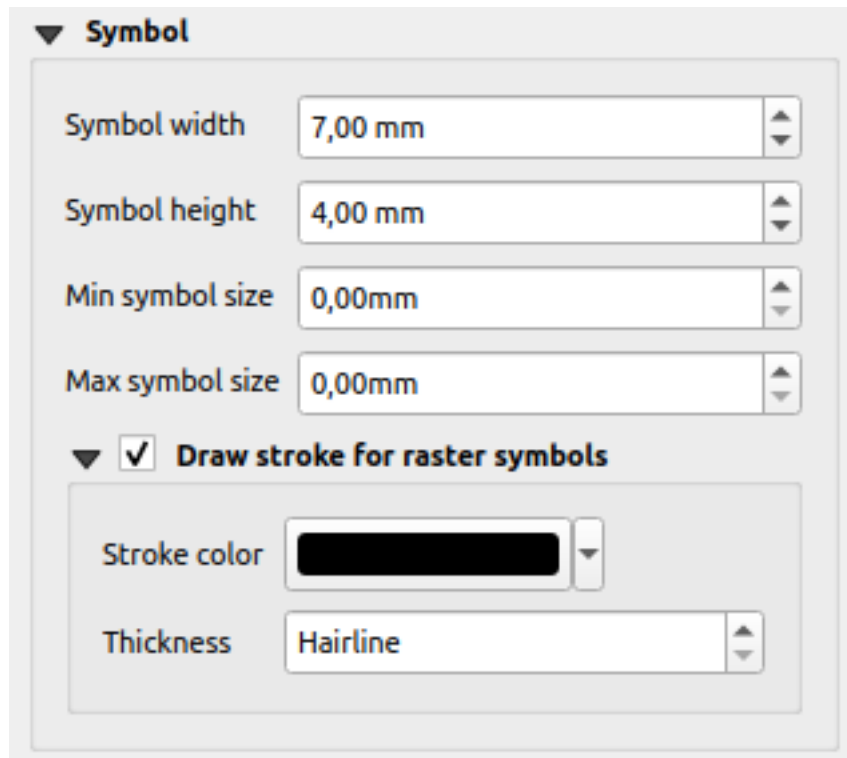 Symbol
Symbol width 7,00 mm
Symbol height 4,00 mm
Min symbol size 0,00mm
Max symbol size 0,00mm
Draw stroke for raster symbols
Stroke color
Thickness Hairline